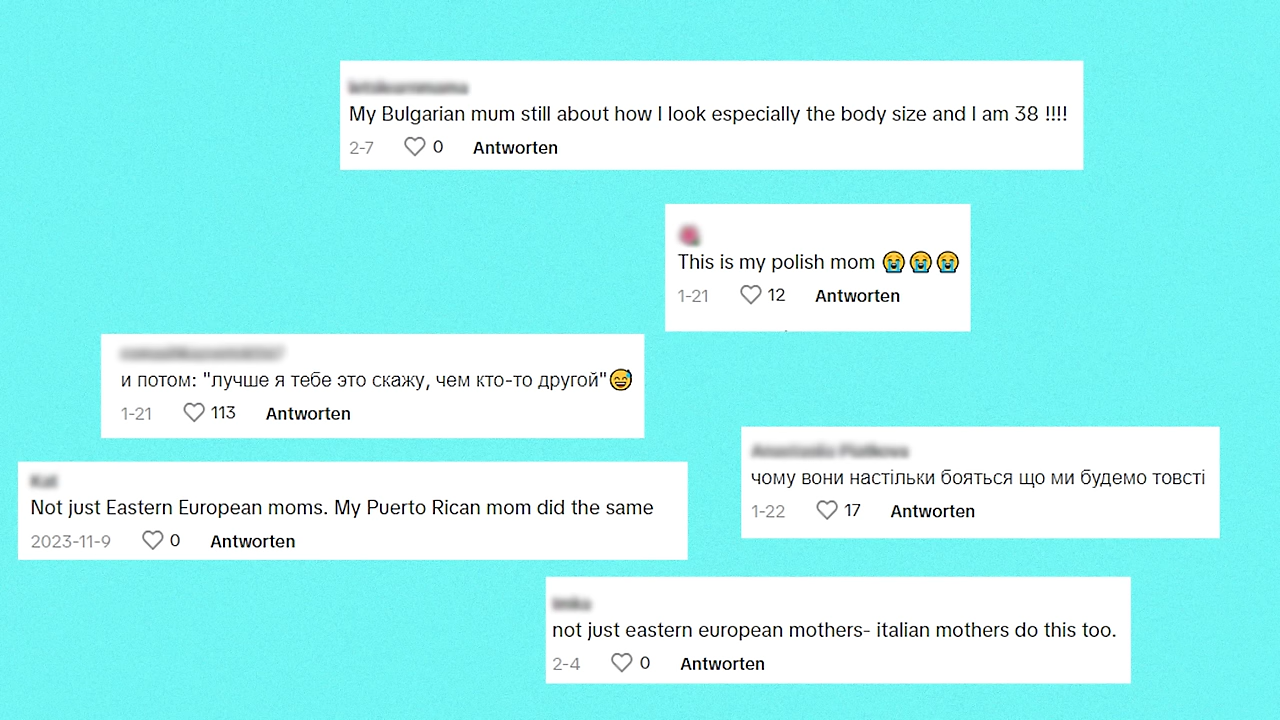 My Bulgarian mum still about how I look especially the body size and I am 38 !!!!
2-7 0 Antworten
This is my polish mom 😭😭😭
1-21 12 Antworten
и потом: "лучше я тебе это скажу, чем кто-то другой"😅
1-21 113 Antworten
чому вони настільки бояться що ми будемо товсті
1-22 17 Antworten
Not just Eastern European moms. My Puerto Rican mom did the same
2023-11-9 0 Antworten
not just eastern european mothers- italian mothers do this too.
2-4 0 Antworten